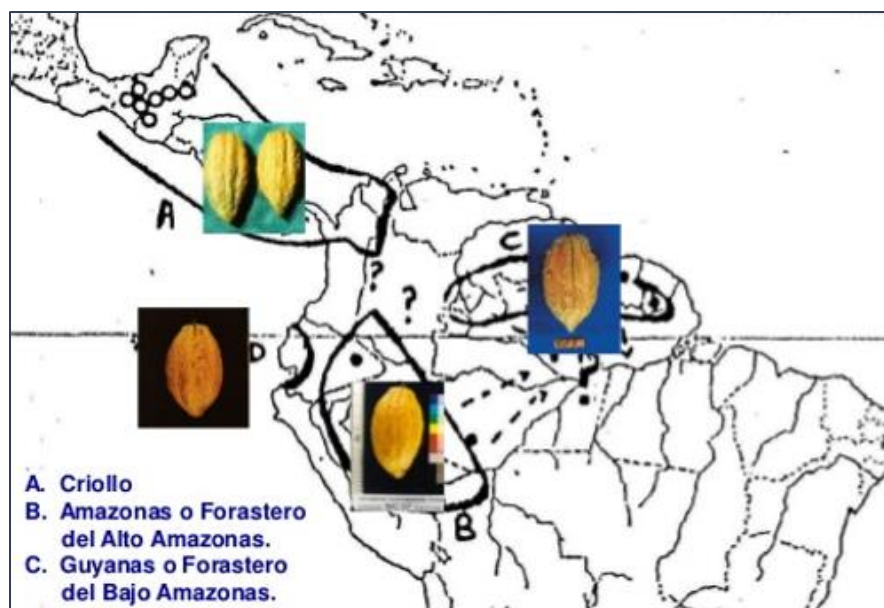 A
C
?
?
?
D
B
A. Criollo
B. Amazonas o Forastero
del Alto Amazonas.
C. Guyanas o Forastero
del Bajo Amazonas.